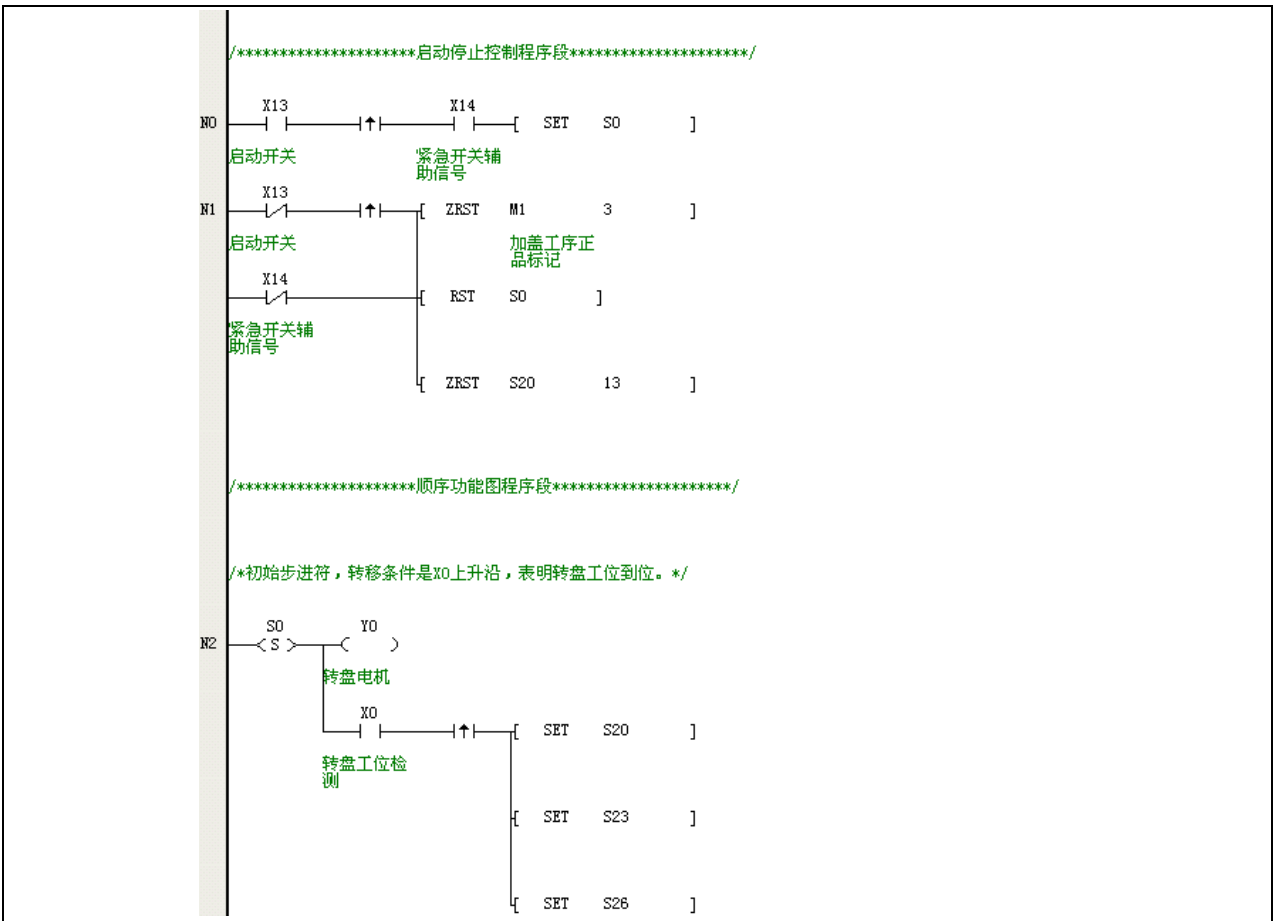 /*********************启动停止控制程序段*********************/
X13 X14
N0 [ SET S0 ]
启动开关 紧急开关辅
助信号
X13
N1 [ ZRST M1 3 ]
启动开关 加盖工序正
品标记
X14
[ RST S0 ]
紧急开关辅
助信号
[ ZRST S20 13 ]
/*********************顺序功能图程序段*********************/
/*初始步进符，转移条件是X0上升沿，表明转盘工位到位。*/
S0 Y0
N2 < S > ( )
转盘电机
X0
[ SET S20 ]
转盘工位检
测
[ SET S23 ]
[ SET S26 ]